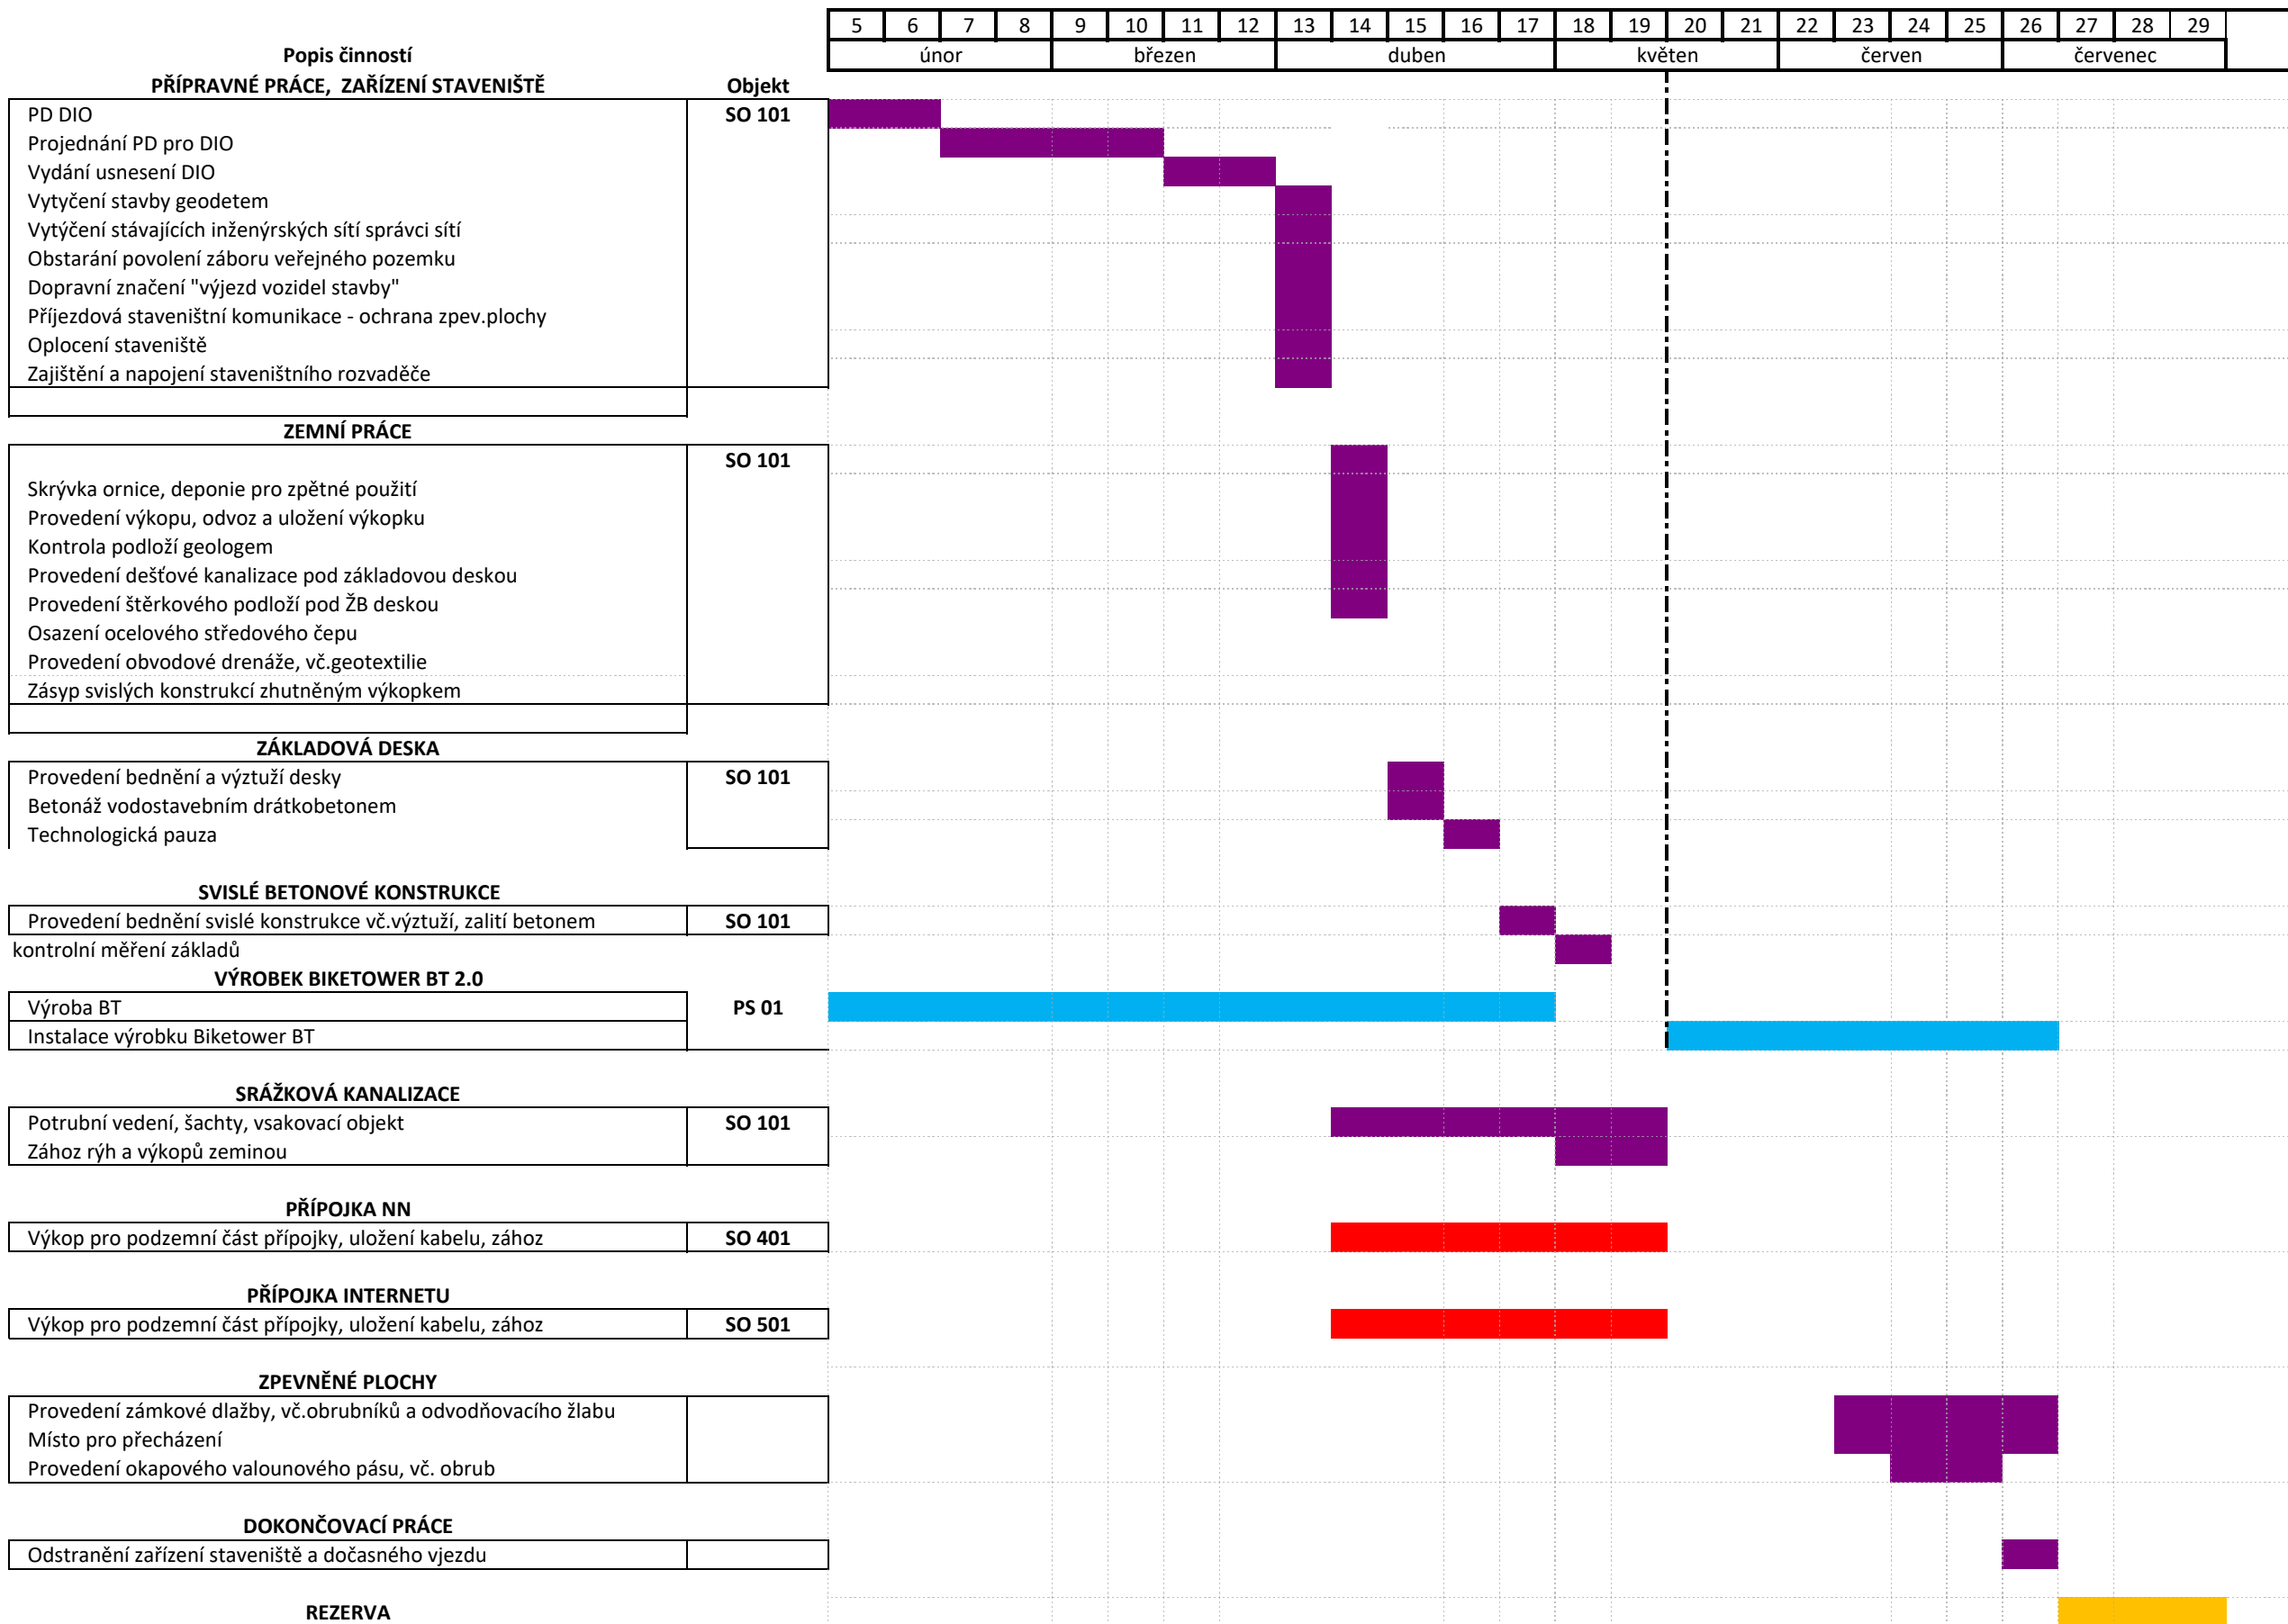 5 6 7 8 9 10 11 12 13 14 15 16 17 18 19 20 21 22 23 24 25 26 27 28 29
Popis činností únor březen duben květen červen červenec
PŘÍPRAVNÉ PRÁCE, ZAŘÍZENÍ STAVENIŠTĚ Objekt
PD DIO SO 101
Projednání PD pro DIO
Vydání usnesení DIO
Vytyčení stavby geodetem
Vytýčení stávajících inženýrských sítí správci sítí
Obstarání povolení záboru veřejného pozemku
Dopravní značení "výjezd vozidel stavby"
Příjezdová staveništní komunikace - ochrana zpev.plochy
Oplocení staveniště
Zajištění a napojení staveništního rozvaděče
ZEMNÍ PRÁCE
SO 101
Skrývka ornice, deponie pro zpětné použití
Provedení výkopu, odvoz a uložení výkopku
Kontrola podloží geologem
Provedení dešťové kanalizace pod základovou deskou
Provedení štěrkového podloží pod ŽB deskou
Osazení ocelového středového čepu
Provedení obvodové drenáže, vč.geotextilie
Zásyp svislých konstrukcí zhutněným výkopkem
ZÁKLADOVÁ DESKA
Provedení bednění a výztuží desky SO 101
Betonáž vodostavebním drátkobetonem
Technologická pauza
SVISLÉ BETONOVÉ KONSTRUKCE
Provedení bednění svislé konstrukce vč.výztuží, zalití betonem SO 101
kontrolní měření základů
VÝROBEK BIKETOWER BT 2.0
Výroba BT PS 01
Instalace výrobku Biketower BT
SRÁŽKOVÁ KANALIZACE
Potrubní vedení, šachty, vsakovací objekt SO 101
Zához rýh a výkopů zeminou
PŘÍPOJKA NN
Výkop pro podzemní část přípojky, uložení kabelu, zához SO 401
PŘÍPOJKA INTERNETU
Výkop pro podzemní část přípojky, uložení kabelu, zához SO 501
ZPEVNĚNÉ PLOCHY
Provedení zámkové dlažby, vč.obrubníků a odvodňovacího žlabu
Místo pro přecházení
Provedení okapového valounového pásu, vč. obrub
DOKONČOVACÍ PRÁCE
Odstranění zařízení staveniště a dočasného vjezdu
REZERVA